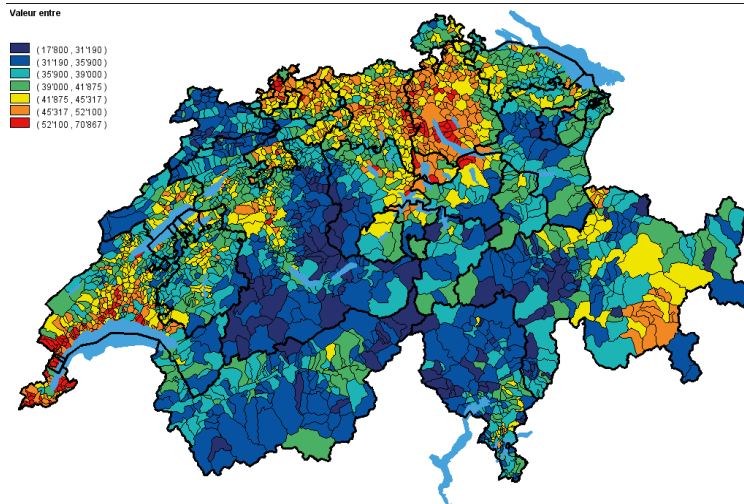 Valeur entre
( 17'800 , 31'190 )
( 31'190 , 35'900 )
( 35'900 , 39'000 )
( 39'000 , 41'875 )
( 41'875 , 45'317 )
( 45'317 , 52'100 )
( 52'100 , 70'867 )